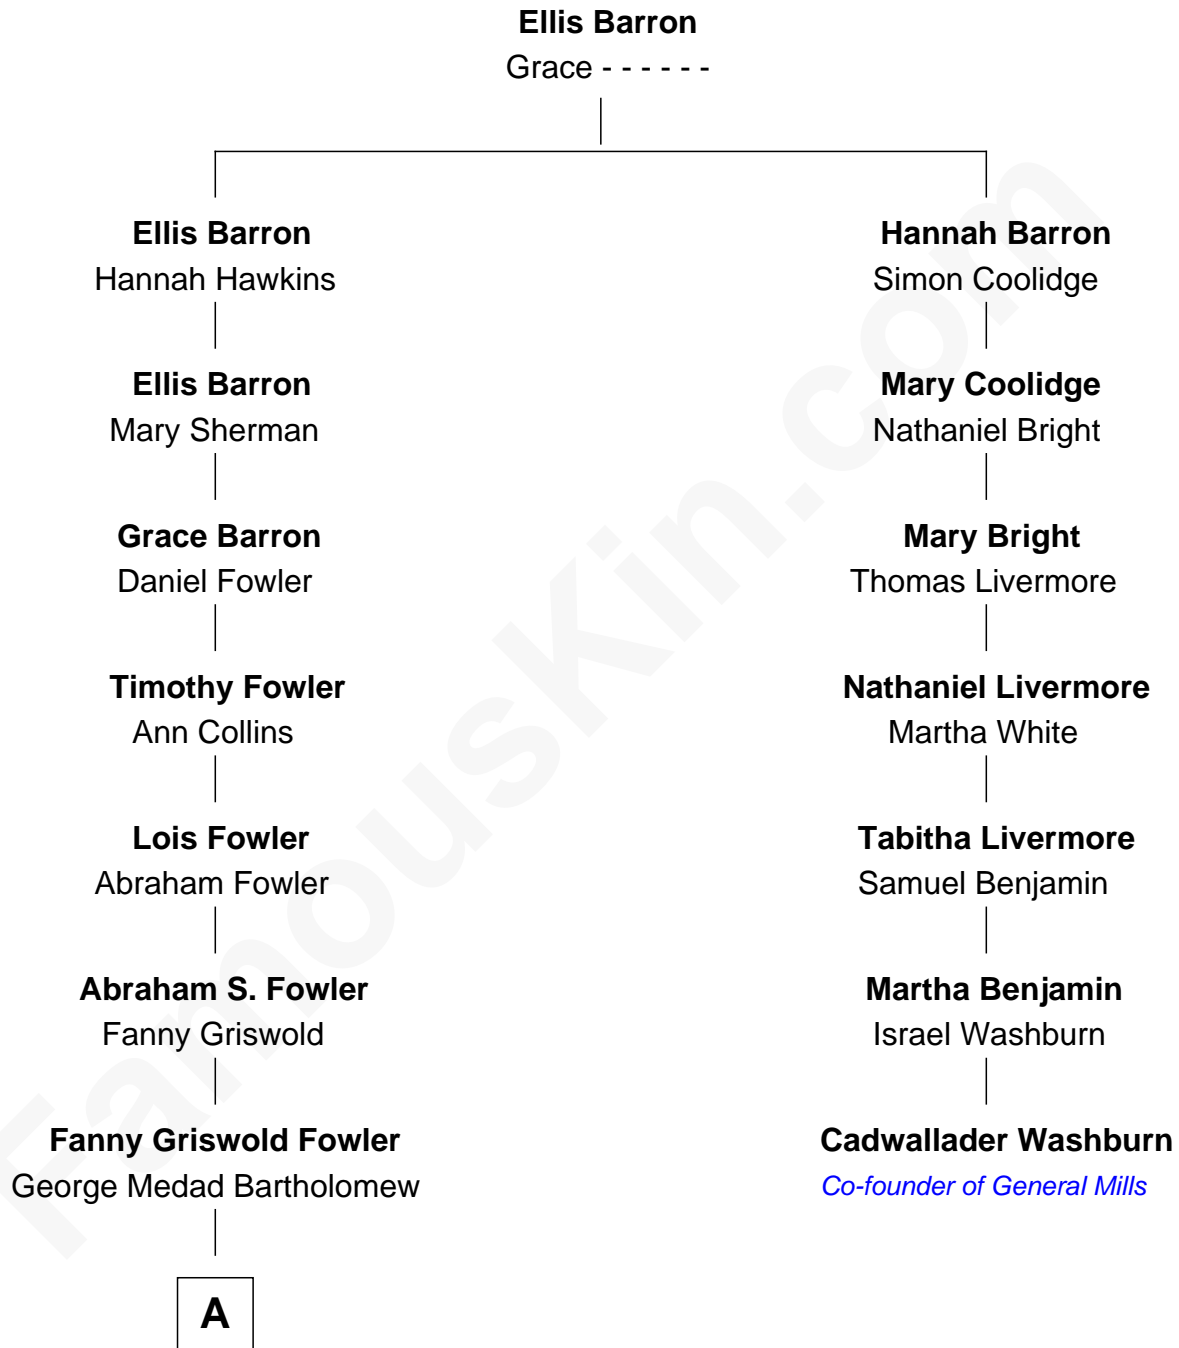 Ellis Barron
Grace - - - - - -
Ellis Barron
Hannah Hawkins
Hannah Barron
Simon Coolidge
Ellis Barron
Mary Sherman
Mary Coolidge
Nathaniel Bright
Grace Barron
Daniel Fowler
Mary Bright
Thomas Livermore
Timothy Fowler
Ann Collins
Nathaniel Livermore
Martha White
Lois Fowler
Abraham Fowler
Tabitha Livermore
Samuel Benjamin
Abraham S. Fowler
Fanny Griswold
Martha Benjamin
Israel Washburn
Fanny Griswold Fowler
George Medad Bartholomew
Cadwallader Washburn
Co-founder of General Mills
A
FamousKin.com